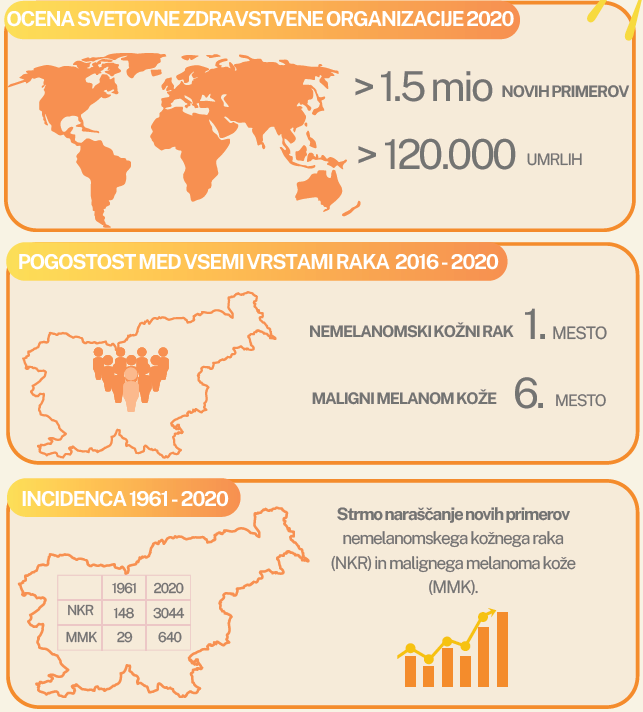 OCENA SVETOVNE ZDRAVSTVENE ORGANIZACIJE 2020
> 1.5 mio NOVIH PRIMEROV
> 120.000 UMRLIH
POGOSTOST MED VSEMI VRSTAMI RAKA 2016 - 2020
NEMELANOMSKI KOŽNI RAK 1. MESTO
MALIGNI MELANOM KOŽE 6. MESTO
INCIDENCA 1961 - 2020
Strmo naraščanje novih primerov
nemelanomskega kožnega raka
(NKR) in malignega melanoma kože
(MMK).
1961 2020
NKR 148 3044
MMK 29 640